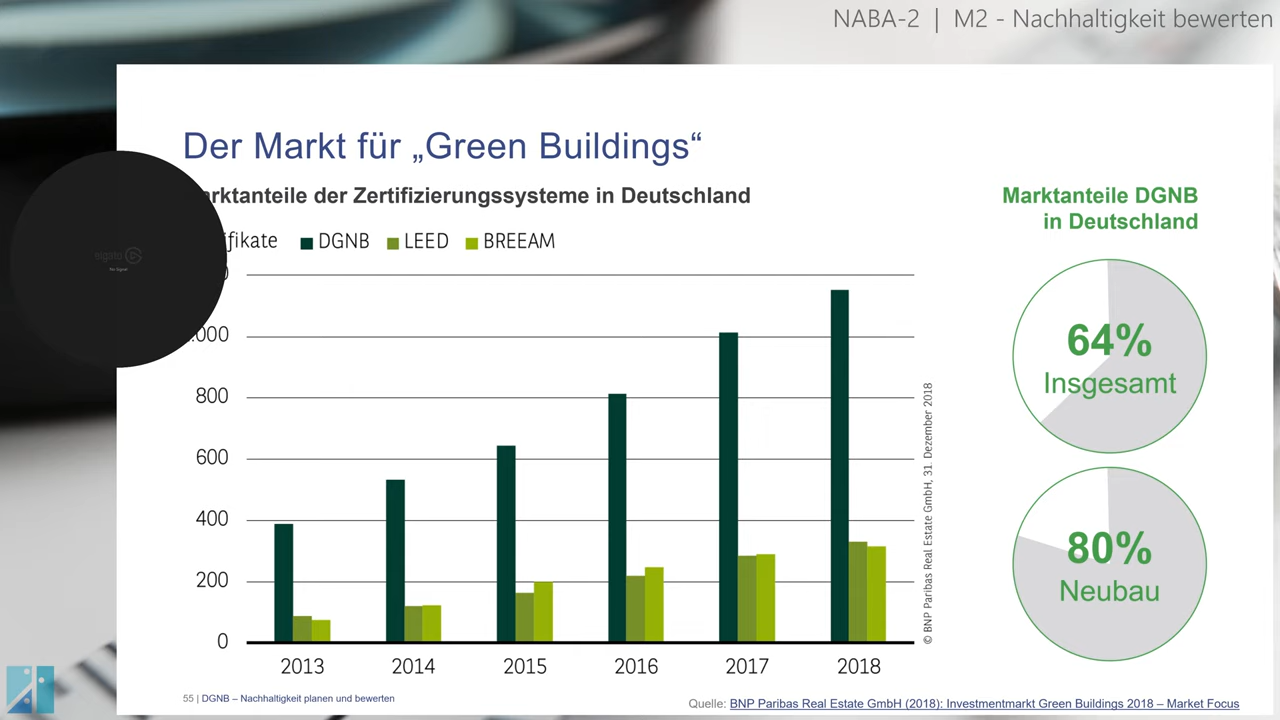 NABA-2 | M2 - Nachhaltigkeit bewerten
Der Markt für „Green Buildings“
rktanteile der Zertifizierungssysteme in Deutschland
Marktanteile DGNB
in Deutschland
fikate DGNB LEED BREEAM
000
800
600
400
200
0
2013 2014 2015 2016 2017 2018
© BNP Paribas Real Estate GmbH, 31. Dezember 2018
64%
Insgesamt
80%
Neubau
55 | DGNB – Nachhaltigkeit planen und bewerten
Quelle: BNP Paribas Real Estate GmbH (2018): Investmentmarkt Green Buildings 2018 – Market Focus